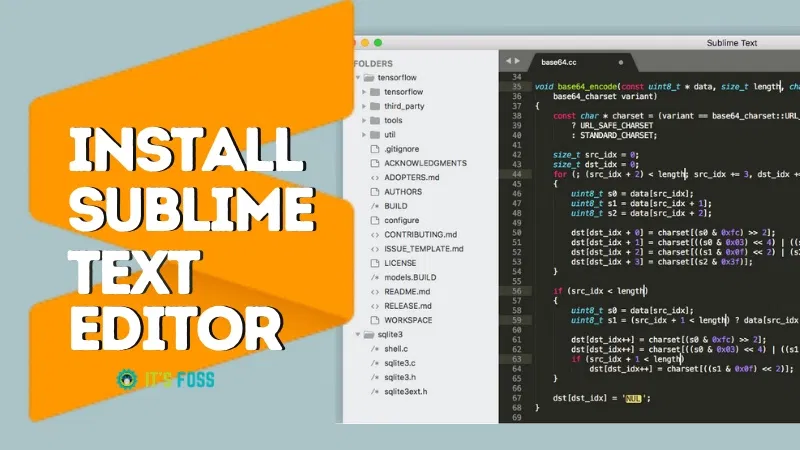 INSTALL
SUBLIME
TEXT
EDITOR
IT'S FOSS
Sublime Text
FOLDERS
tensorflow
tensorflow
third_party
tools
util
.gitignore
ACKNOWLEDGMENTS
ADOPTERS.md
AUTHORS
BUILD
configure
CONTRIBUTING.md
ISSUE_TEMPLATE.md
LICENSE
models.BUILD
README.md
RELEASE.md
WORKSPACE
sqlite3
shell.c
sqlite3.c
sqlite3.h
sqlite3ext.h
base64.cc
34
35 void base64_encode(const uint8_t * data, size_t length, cha
36 base64_charset variant)
37 {
38 const char * charset = (variant == base64_charset::URL_
39 ? URL_SAFE_CHARSET
40 : STANDARD_CHARSET;
41
42 size_t src_idx = 0;
43 size_t dst_idx = 0;
44 for (; (src_idx + 2) < length; src_idx += 3, dst_idx +=
45 {
46 uint8_t s0 = data[src_idx];
47 uint8_t s1 = data[src_idx + 1];
48 uint8_t s2 = data[src_idx + 2];
49
50 dst[dst_idx + 0] = charset[(s0 & 0xfc) >> 2];
51 dst[dst_idx + 1] = charset[((s0 & 0x03) << 4) | ((s
52 dst[dst_idx + 2] = charset[((s1 & 0x0f) << 2) | (s2
53 dst[dst_idx + 3] = charset[(s2 & 0x3f)];
54 }
55
56 if (src_idx < length)
57 {
58 uint8_t s0 = data[src_idx];
59 uint8_t s1 = (src_idx + 1 < length) ? data[src_idx
60
61 dst[dst_idx++] = charset[(s0 & 0xfc) >> 2];
62 dst[dst_idx++] = charset[((s0 & 0x03) << 4) | ((s1
63 if (src_idx + 1 < length)
64 dst[dst_idx++] = charset[((s1 & 0x0f) << 2)];
65 }
66
67 dst[dst_idx] = 'NUL';
68 }
69